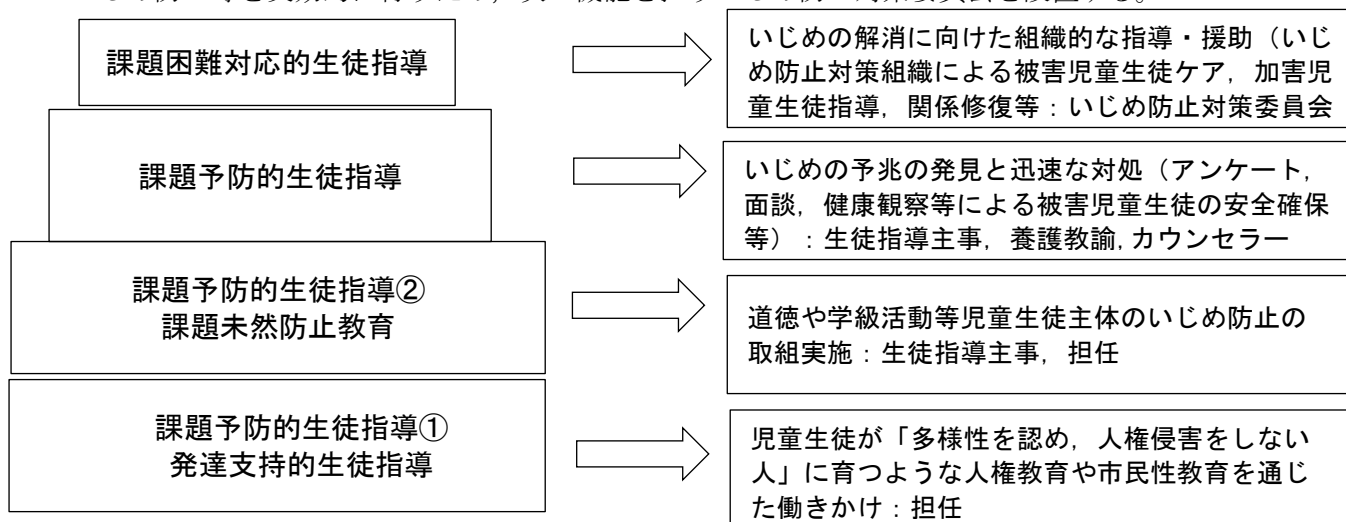 課題困難対応的生徒指導
いじめの解消に向けた組織的な指導・援助（いじ
め防止対策組織による被害児童生徒ケア，加害児
童生徒指導，関係修復等：いじめ防止対策委員会
課題予防的生徒指導
いじめの予兆の発見と迅速な対処（アンケート，
面談，健康観察等による被害児童生徒の安全確保
等）：生徒指導主事，養護教諭,カウンセラー
課題予防的生徒指導②
課題未然防止教育
道徳や学級活動等児童生徒主体のいじめ防止の
取組実施：生徒指導主事，担任
課題予防的生徒指導①
発達支持的生徒指導
児童生徒が「多様性を認め，人権侵害をしない
人」に育つような人権教育や市民性教育を通じ
た働きかけ：担任